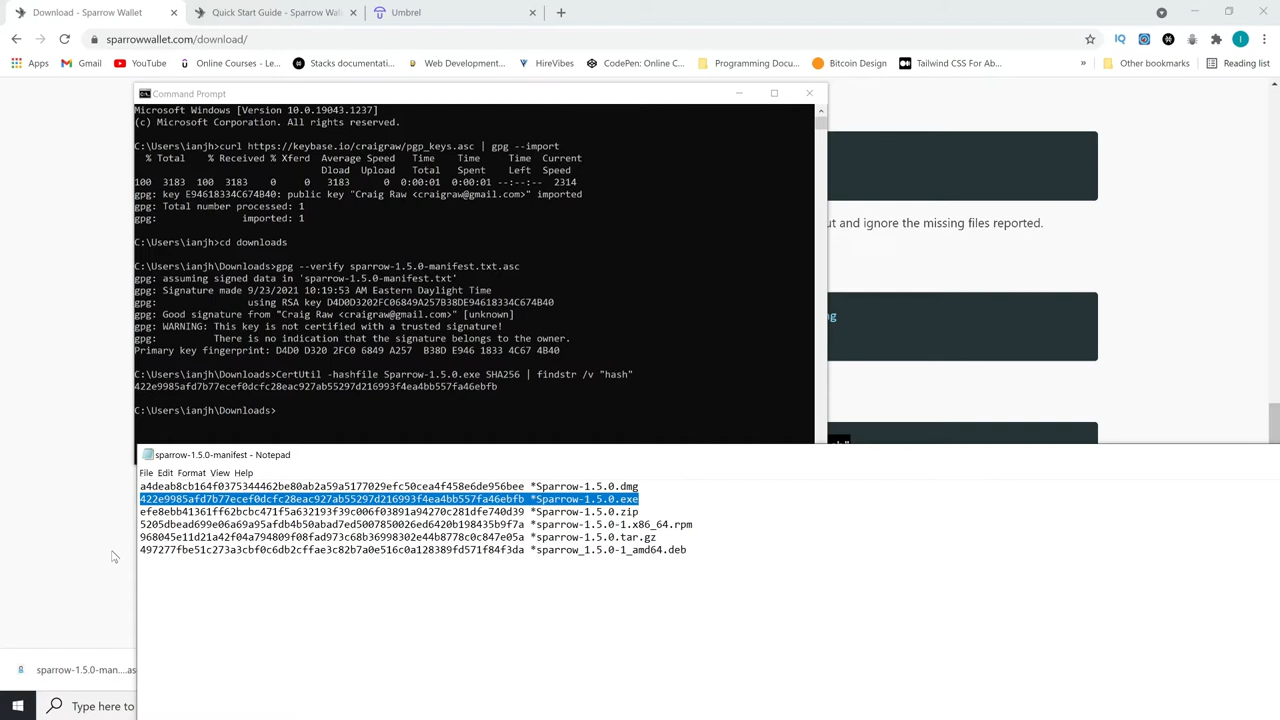 Download - Sparrow Wallet
Quick Start Guide - Sparrow Wal
Umbrel
sparrowwallet.com/download/
IQ
I
Apps
Gmail
YouTube
Online Courses - Le...
Stacks documentati...
Web Development...
HireVibes
CodePen: Online C...
Programming Docu...
Bitcoin Design
Tailwind CSS For Ab...
»
Other bookmarks
Reading list
Command Prompt
Microsoft Windows [Version 10.0.19043.1237]
(c) Microsoft Corporation. All rights reserved.
C:\Users\ianjh>curl https://keybase.io/craigraw/pgp_keys.asc | gpg --import
% Total % Received % Xferd Average Speed Time Time Time Current
Dload Upload Total Spent Left Speed
100 3183 100 3183 0 0 3183 0 0:00:01 0:00:01 --:--:-- 2314
gpg: key E94618334C674B40: public key "Craig Raw <craigraw@gmail.com>" imported
gpg: Total number processed: 1
gpg: imported: 1
C:\Users\ianjh>cd downloads
C:\Users\ianjh\Downloads>gpg --verify sparrow-1.5.0-manifest.txt.asc
gpg: assuming signed data in 'sparrow-1.5.0-manifest.txt'
gpg: Signature made 9/23/2021 10:19:53 AM Eastern Daylight Time
gpg: using RSA key D4D0D3202FC06849A257B38DE94618334C674B40
gpg: Good signature from "Craig Raw <craigraw@gmail.com>" [unknown]
gpg: WARNING: This key is not certified with a trusted signature!
gpg: There is no indication that the signature belongs to the owner.
Primary key fingerprint: D4D0 D320 2FC0 6849 A257 B38D E946 1833 4C67 4B40
C:\Users\ianjh\Downloads>CertUtil -hashfile Sparrow-1.5.0.exe SHA256 | findstr /v "hash"
422e9985afd7b77ecef0dcfc28eac927ab55297d216993f4ea4bb557fa46ebfb
C:\Users\ianjh\Downloads>
ut and ignore the missing files reported.
ng
sparrow-1.5.0-manifest - Notepad
File Edit Format View Help
a4deab8cb164f0375344462be80ab2a59a5177029efc50cea4f458e6de956bee *Sparrow-1.5.0.dmg
422e9985afd7b77ecef0dcfc28eac927ab55297d216993f4ea4bb557fa46ebfb *Sparrow-1.5.0.exe
efe8ebb41361ff62bcbc471f5a632193f39c006f03891a94270c281dfe740d39 *Sparrow-1.5.0.zip
5205dbead699e06a69a95afdb4b50abad7ed5007850026ed6420b198435b9f7a *sparrow-1.5.0-1.x86_64.rpm
968045e11d21a42f04a794809f08fad973c68b36998302e44b8778c0c847e05a *sparrow-1.5.0.tar.gz
497277fbe51c273a3cbf0c6db2cffae3c82b7a0e516c0a128389fd571f84f3da *sparrow_1.5.0-1_amd64.deb
sparrow-1.5.0-man....as
Type here to